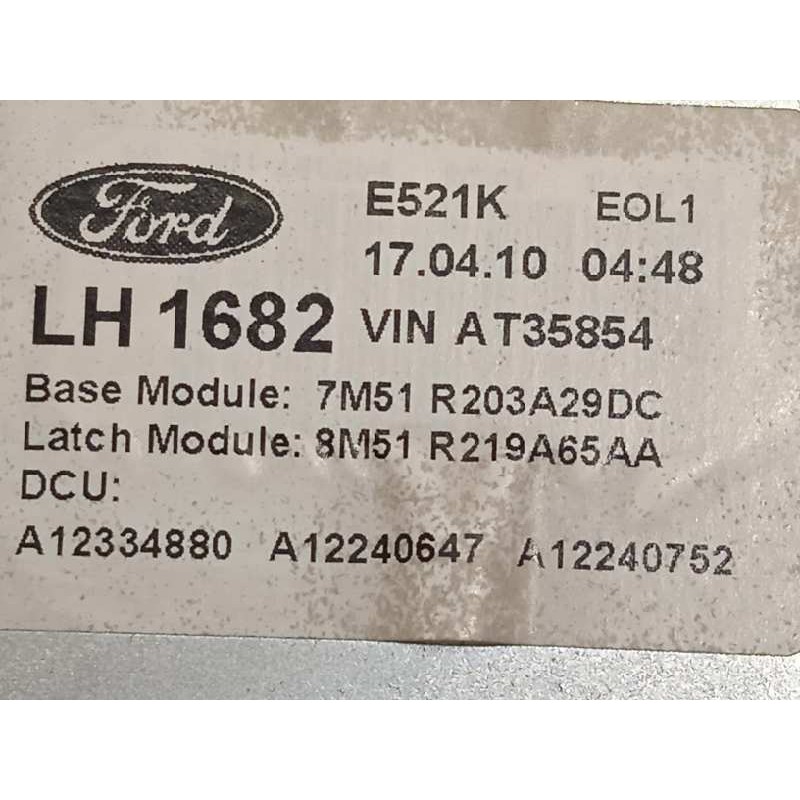 Ford
E521K EOL1
17.04.10 04:48
LH 1682 VIN AT35854
Base Module: 7M51 R203A29DC
Latch Module: 8M51 R219A65AA
DCU:
A12334880 A12240647 A12240752